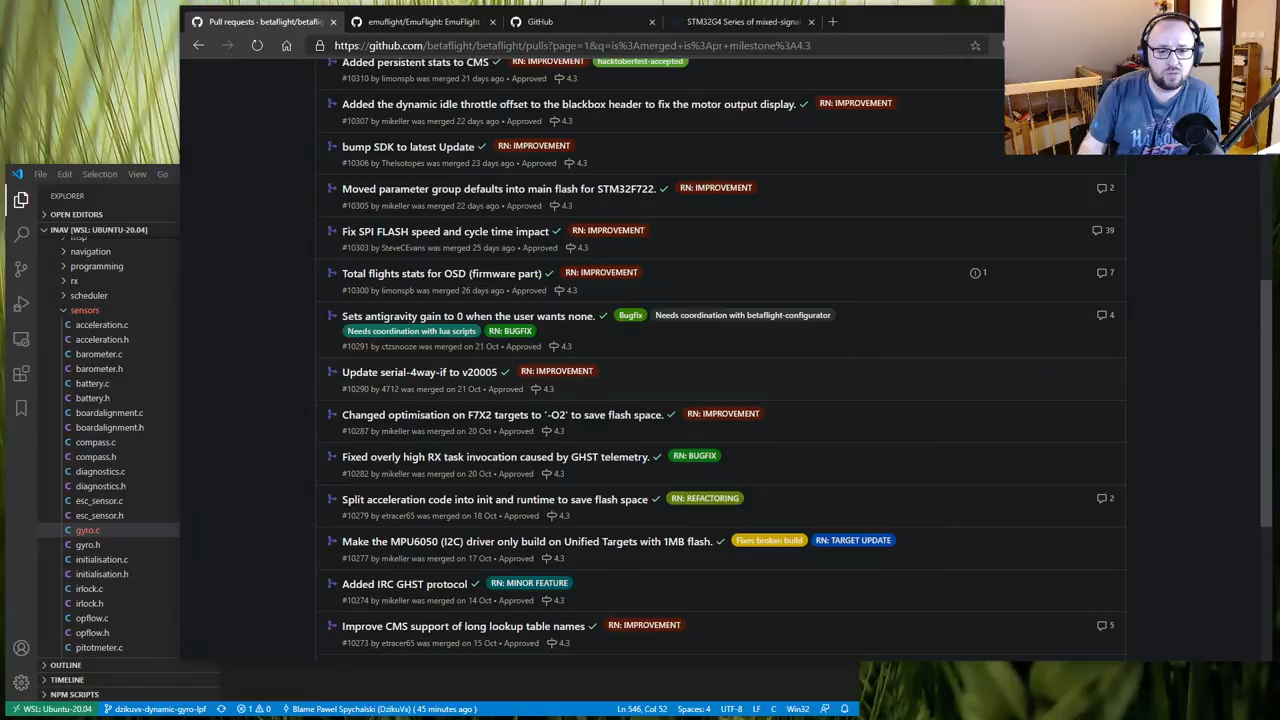 Pull requests · betaflight/betafli
emuflight/EmuFlight: EmuFlight
GitHub
STM32G4 Series of mixed-signal
https://github.com/betaflight/betaflight/pulls?page=1&q=is%3Amerged+is%3Apr+milestone%3A4.3
Added persistent stats to CMS RN: IMPROVEMENT hacktoberfest-accepted
#10310 by limonspb was merged 21 days ago • Approved 4.3
Added the dynamic idle throttle offset to the blackbox header to fix the motor output display. RN: IMPROVEMENT
#10307 by mikeller was merged 22 days ago • Approved 4.3
bump SDK to latest Update RN: IMPROVEMENT
#10306 by TheIsotopes was merged 23 days ago • Approved 4.3
Moved parameter group defaults into main flash for STM32F722. RN: IMPROVEMENT 2
#10305 by mikeller was merged 22 days ago • Approved 4.3
Fix SPI FLASH speed and cycle time impact RN: IMPROVEMENT 39
#10303 by SteveCEvans was merged 25 days ago • Approved 4.3
Total flights stats for OSD (firmware part) RN: IMPROVEMENT 1 7
#10300 by limonspb was merged 26 days ago • Approved 4.3
Sets antigravity gain to 0 when the user wants none. Bugfix Needs coordination with betaflight-configurator 4
Needs coordination with lua scripts RN: BUGFIX
#10291 by ctzsnooze was merged on 21 Oct • Approved 4.3
Update serial-4way-if to v20005 RN: IMPROVEMENT
#10290 by 4712 was merged on 21 Oct • Approved 4.3
Changed optimisation on F7X2 targets to '-O2' to save flash space. RN: IMPROVEMENT
#10287 by mikeller was merged on 20 Oct • Approved 4.3
Fixed overly high RX task invocation caused by GHST telemetry. RN: BUGFIX
#10282 by mikeller was merged on 20 Oct • Approved 4.3
Split acceleration code into init and runtime to save flash space RN: REFACTORING 2
#10279 by etracer65 was merged on 18 Oct • Approved 4.3
Make the MPU6050 (I2C) driver only build on Unified Targets with 1MB flash. Fixes broken build RN: TARGET UPDATE
#10277 by mikeller was merged on 17 Oct • Approved 4.3
Added IRC GHST protocol RN: MINOR FEATURE
#10274 by mikeller was merged on 14 Oct • Approved 4.3
Improve CMS support of long lookup table names RN: IMPROVEMENT 5
#10273 by etracer65 was merged on 15 Oct • Approved 4.3
File Edit Selection View Go
EXPLORER
OPEN EDITORS
INAV [WSL: UBUNTU-20.04]
msp
navigation
programming
rx
scheduler
sensors
C acceleration.c
C acceleration.h
C barometer.c
C barometer.h
C battery.c
C battery.h
C boardalignment.c
C boardalignment.h
C compass.c
C compass.h
C diagnostics.c
C diagnostics.h
C esc_sensor.c
C esc_sensor.h
C gyro.c
C gyro.h
C initialisation.c
C initialisation.h
C irlock.c
C irlock.h
C opflow.c
C opflow.h
C pitotmeter.c
OUTLINE
TIMELINE
NPM SCRIPTS
WSL: Ubuntu-20.04 dzikuvx-dynamic-gyro-lpf 1 0 Blame Pawel Spychalski (DzikuVx) ( 45 minutes ago ) Ln 546, Col 52 Spaces: 4 UTF-8 LF C Win32